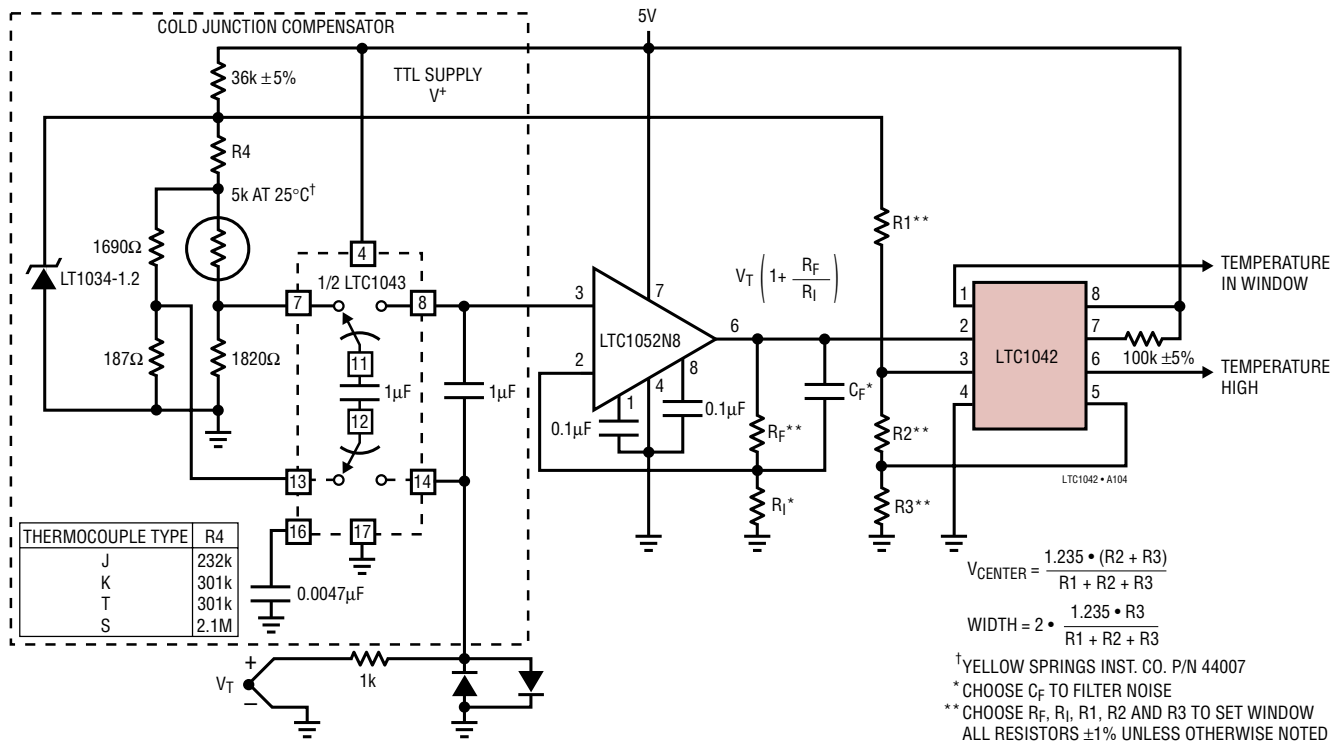 COLD JUNCTION COMPENSATOR
5V
36k ±5%
TTL SUPPLY
V+
R4
5k AT 25°C†
1690Ω
LT1034-1.2
187Ω
1820Ω
4
1/2 LTC1043
7
8
11
1µF
12
1µF
13
14
16
17
0.0047µF
THERMOCOUPLE TYPE R4
J 232k
K 301k
T 301k
S 2.1M
+
VT
–
1k
3
2
7
LTC1052N8
6
8
4
1
0.1µF
0.1µF
VT (1+ RF
RI)
RF**
RI*
CF*
R1**
R2**
R3**
1
2
3
4
LTC1042
8
7
6
5
100k ±5%
TEMPERATURE
IN WINDOW
TEMPERATURE
HIGH
LTC1042 • A104
VCENTER = 1.235 • (R2 + R3)
R1 + R2 + R3
WIDTH = 2 • 1.235 • R3
R1 + R2 + R3
†YELLOW SPRINGS INST. CO. P/N 44007
* CHOOSE CF TO FILTER NOISE
** CHOOSE RF, RI, R1, R2 AND R3 TO SET WINDOW
ALL RESISTORS ±1% UNLESS OTHERWISE NOTED